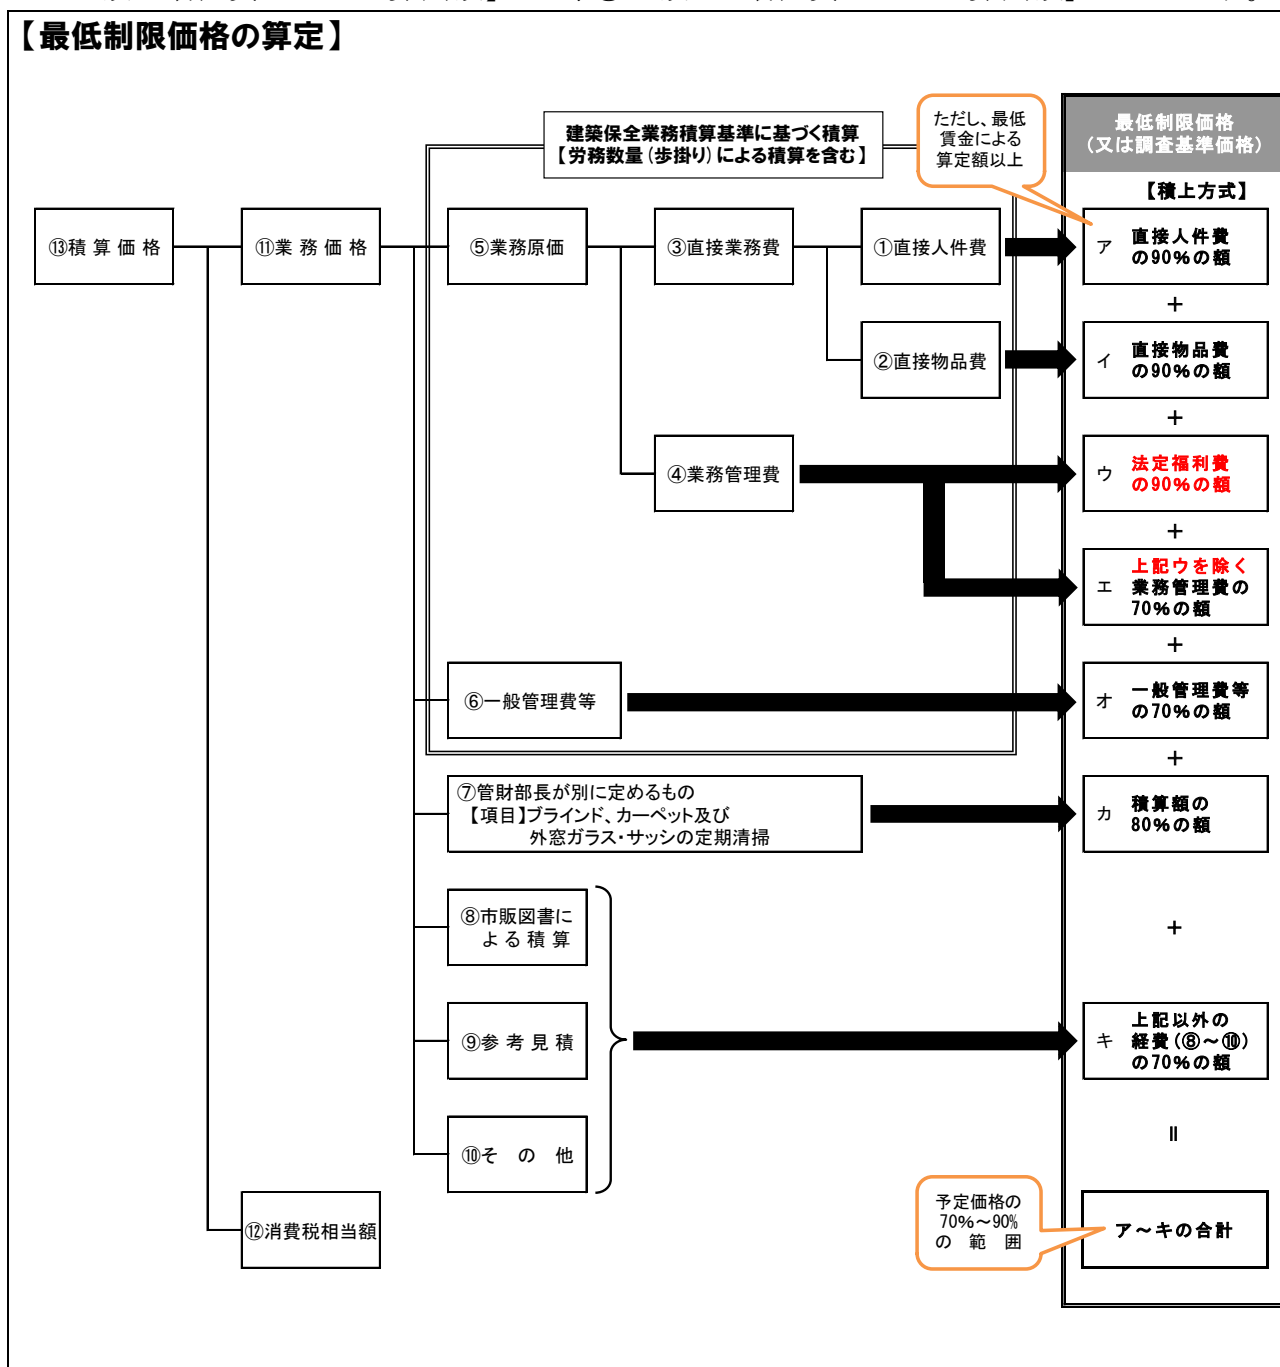 【最低制限価格の算定】
建築保全業務積算基準に基づく積算
【労務数量(歩掛り)による積算を含む】
ただし、最低
賃金による
算定額以上
最低制限価格
(又は調査基準価格)
【積上方式】
⑬積算価格
⑪業務価格
⑤業務原価
③直接業務費
①直接人件費
ア 直接人件費
の90%の額
＋
②直接物品費
イ 直接物品費
の90%の額
＋
④業務管理費
ウ 法定福利費
の90%の額
＋
エ 上記ウを除く
業務管理費の
70%の額
＋
⑥一般管理費等
オ 一般管理費等
の70%の額
＋
⑦管財部長が別に定めるもの
【項目】ブラインド、カーペット及び
外窓ガラス・サッシの定期清掃
カ 積算額の
80%の額
⑧市販図書に
よる積算
＋
⑨参考見積
キ 上記以外の
経費(⑧～⑩)
の70%の額
⑩その他
＝
⑫消費税相当額
予定価格の
70%～90%
の範囲
ア～キの合計